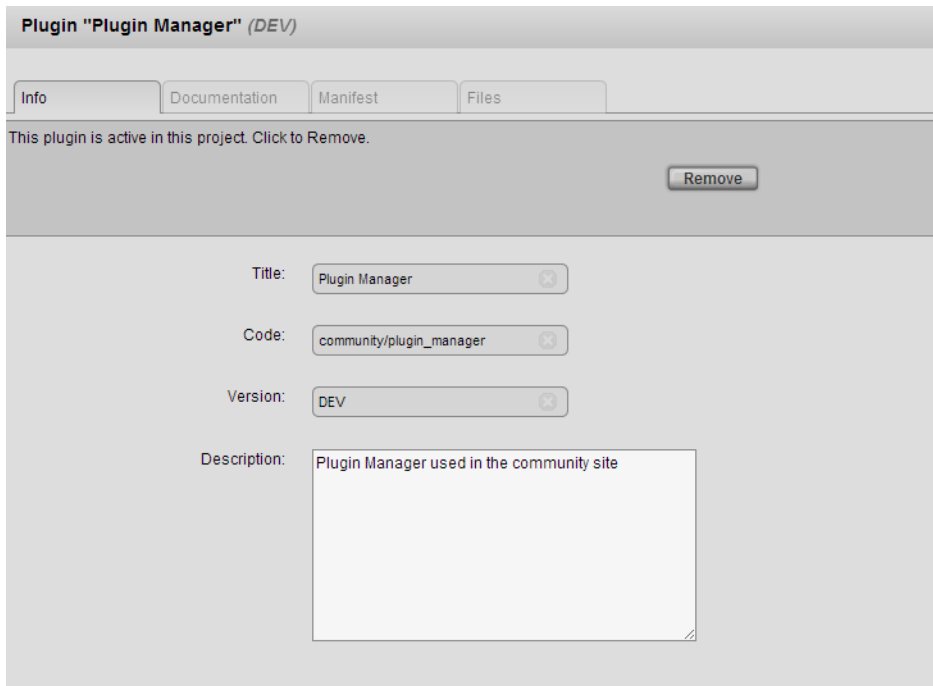 Plugin "Plugin Manager" (DEV)
Info Documentation Manifest Files
This plugin is active in this project. Click to Remove.
Remove
Title: Plugin Manager
Code: community/plugin_manager
Version: DEV
Description: Plugin Manager used in the community site